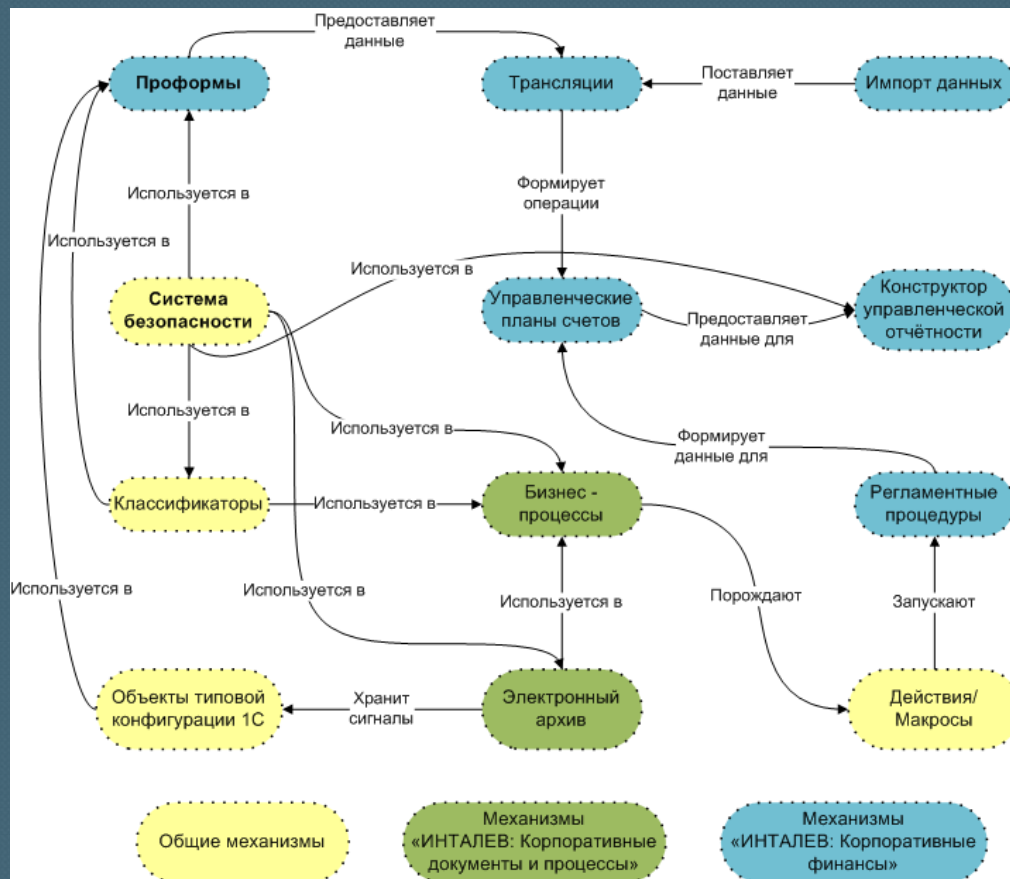 Предоставляет
данные
Проформы
Трансляции
Поставляет
данные
Импорт данных
Используется в
Формирует
операции
Используется в
Используется в
Система
безопасности
Управленческие
планы счетов
Предоставляет
данные для
Конструктор
управленческой
отчётности
Используется в
Используется в
Формирует
данные для
Классификаторы
Используется в
Бизнес -
процессы
Регламентные
процедуры
Используется в
Используется в
Используется в
Порождают
Запускают
Объекты типовой
конфигурации 1С
Хранит
сигналы
Электронный
архив
Действия/
Макросы
Общие механизмы
Механизмы
«ИНТАЛЕВ: Корпоративные
документы и процессы»
Механизмы
«ИНТАЛЕВ: Корпоративные
финансы»